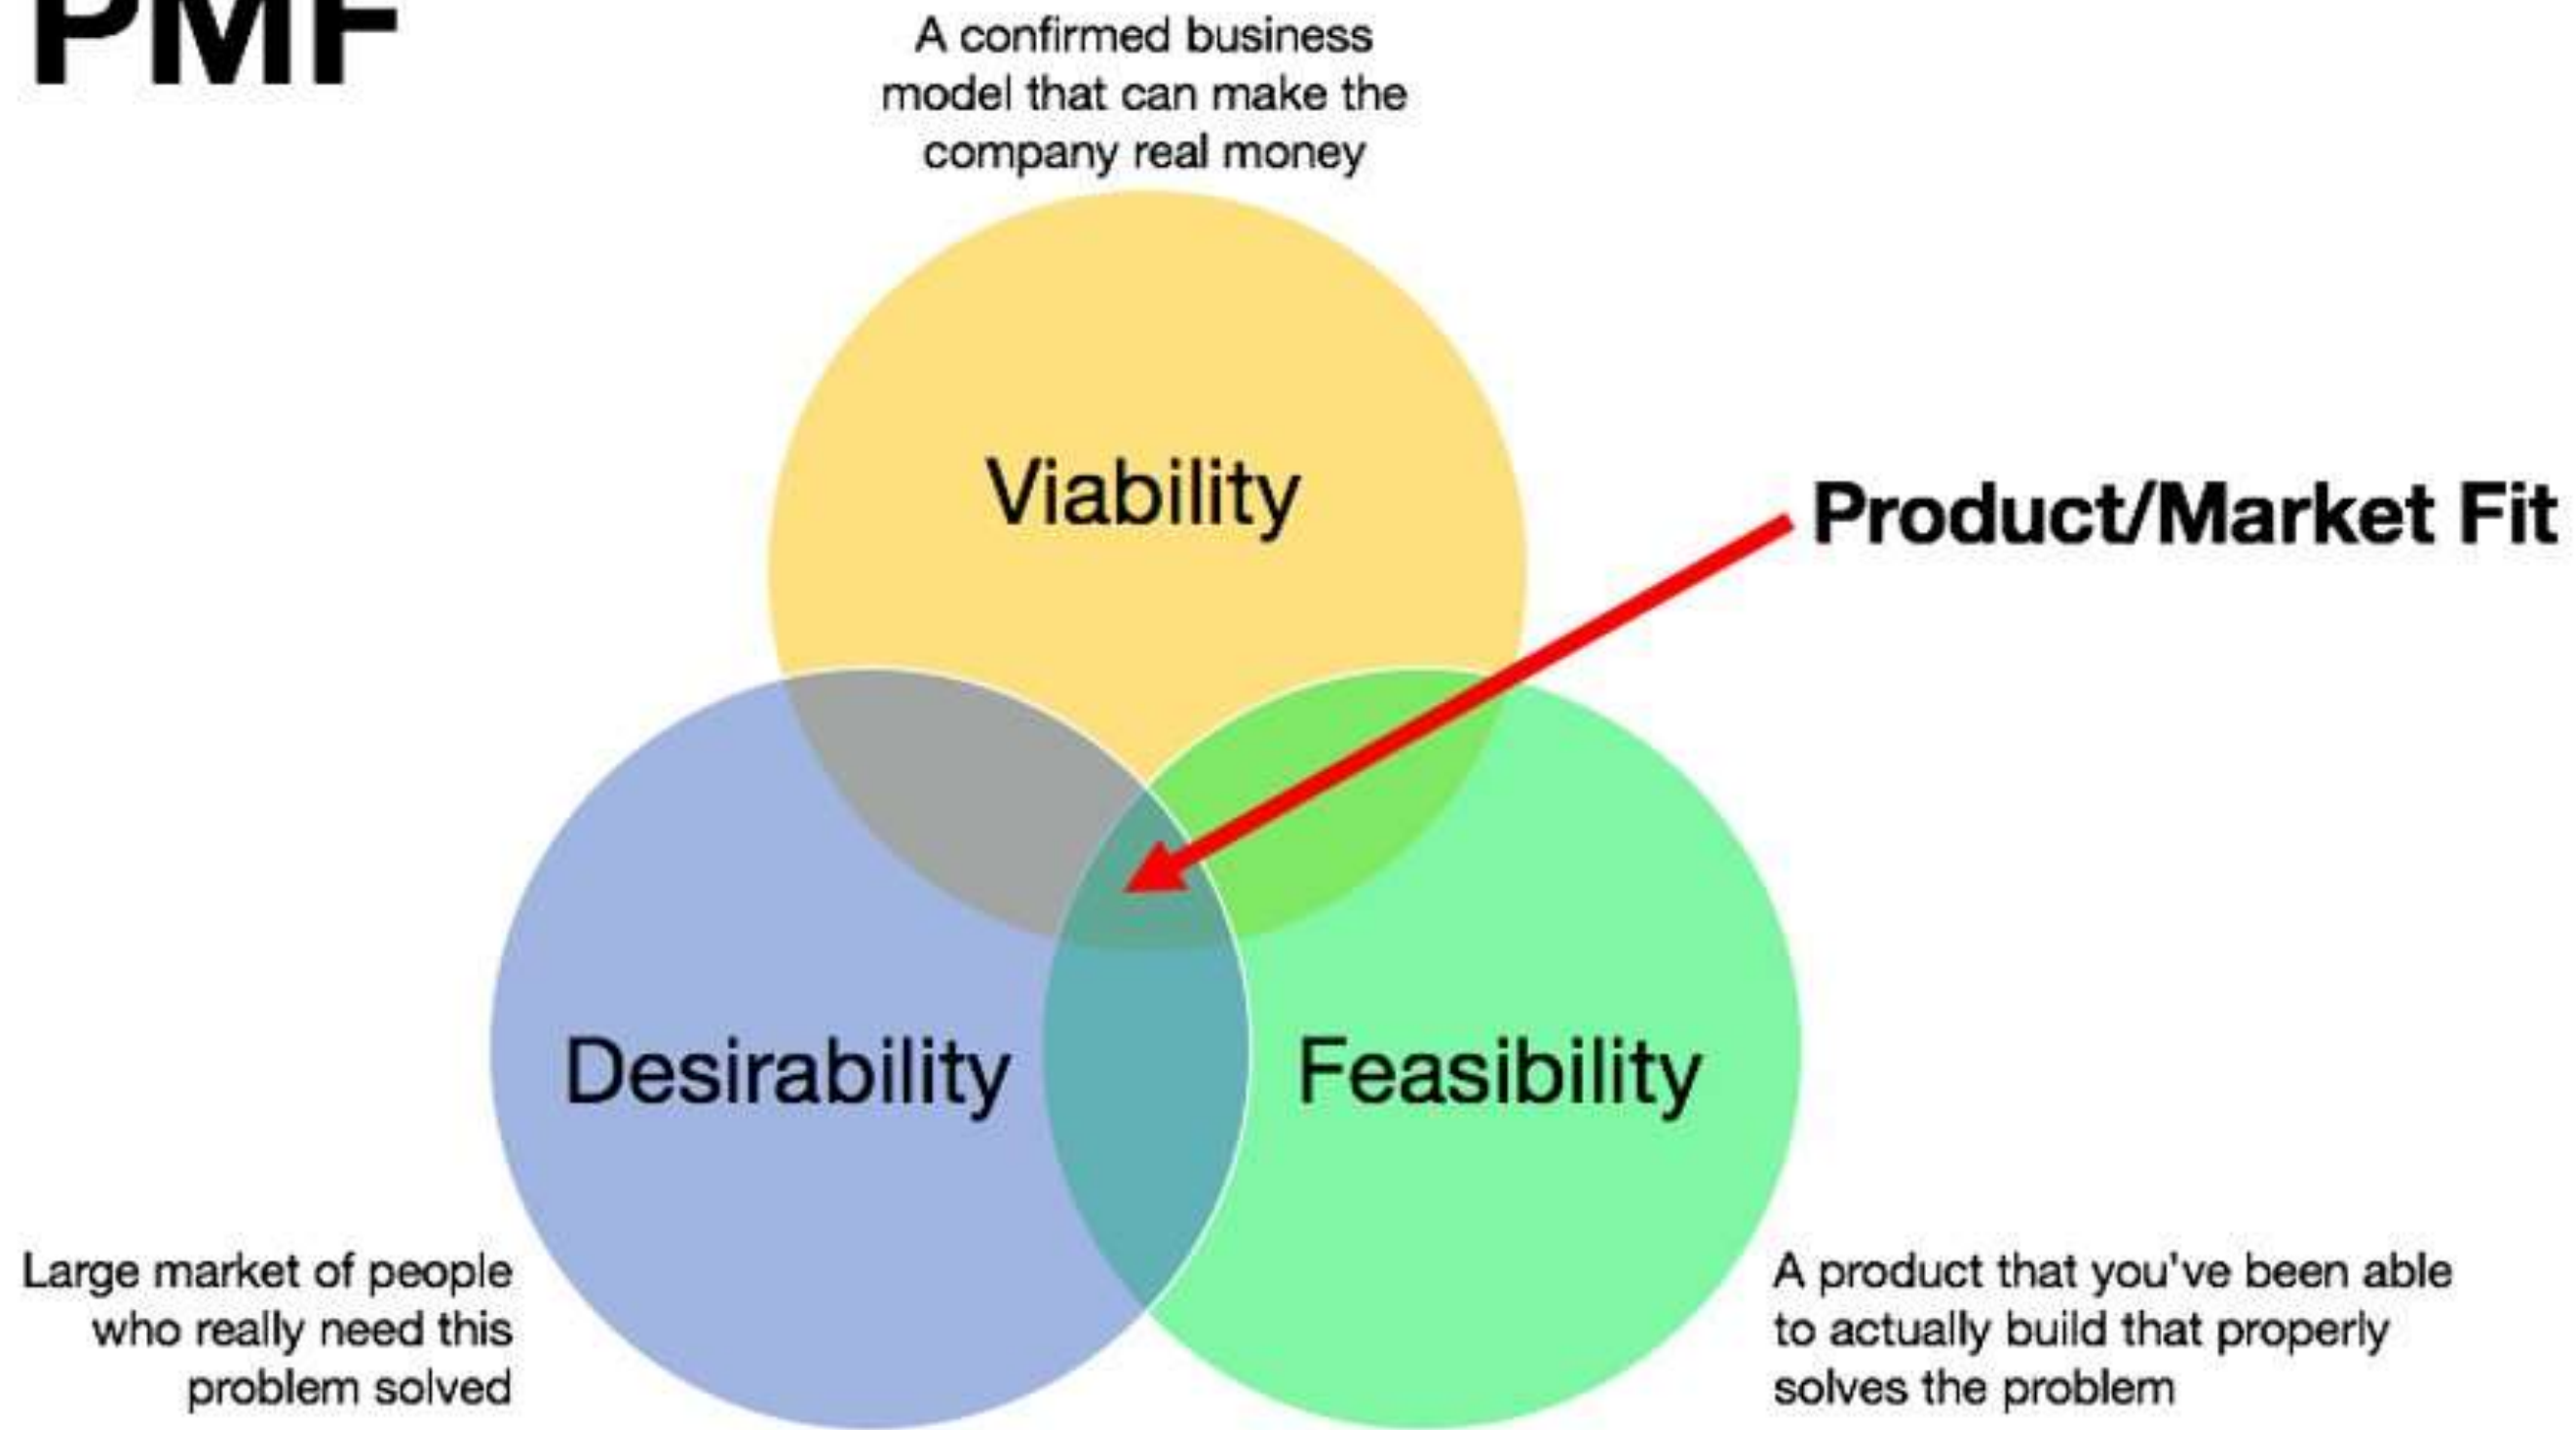 PMF
A confirmed business
model that can make the
company real money
Viability
Product/Market Fit
Desirability
Feasibility
Large market of people
who really need this
problem solved
A product that you've been able
to actually build that properly
solves the problem